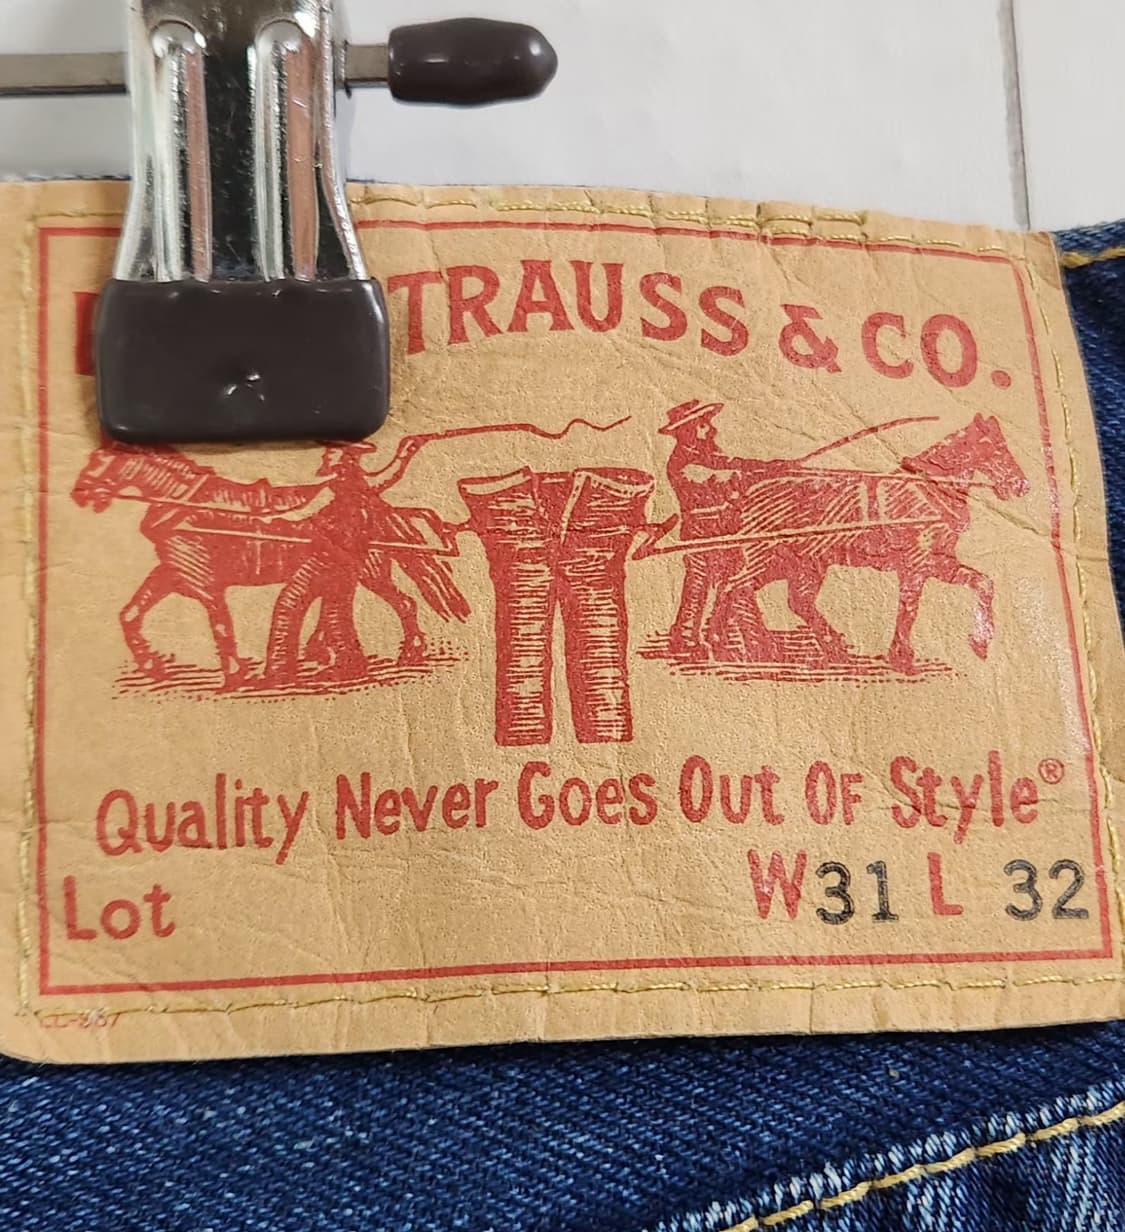 TRAUSS & CO.
Quality Never Goes Out Of Style®
Lot
W31 L 32